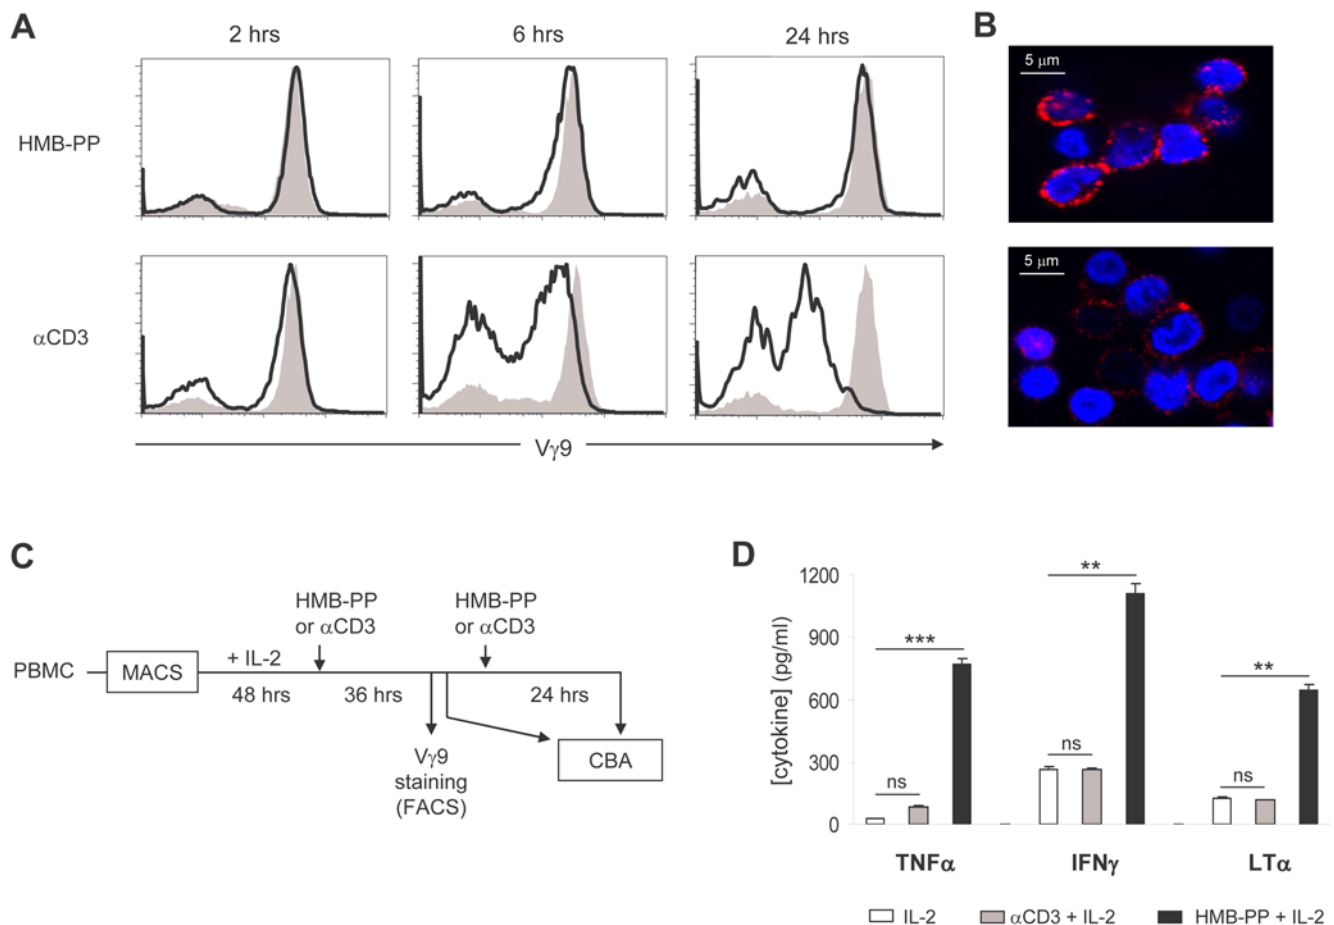 A
2 hrs
6 hrs
24 hrs
HMB-PP
αCD3
Vγ9
B
5 μm
5 μm
C
PBMC
MACS
+ IL-2
48 hrs
HMB-PP
or αCD3
36 hrs
HMB-PP
or αCD3
24 hrs
Vγ9
staining
(FACS)
CBA
D
[cytokine] (pg/ml)
1200
900
600
300
0
ns
***
ns
**
ns
**
TNFα
IFNγ
LTα
IL-2
αCD3 + IL-2
HMB-PP + IL-2